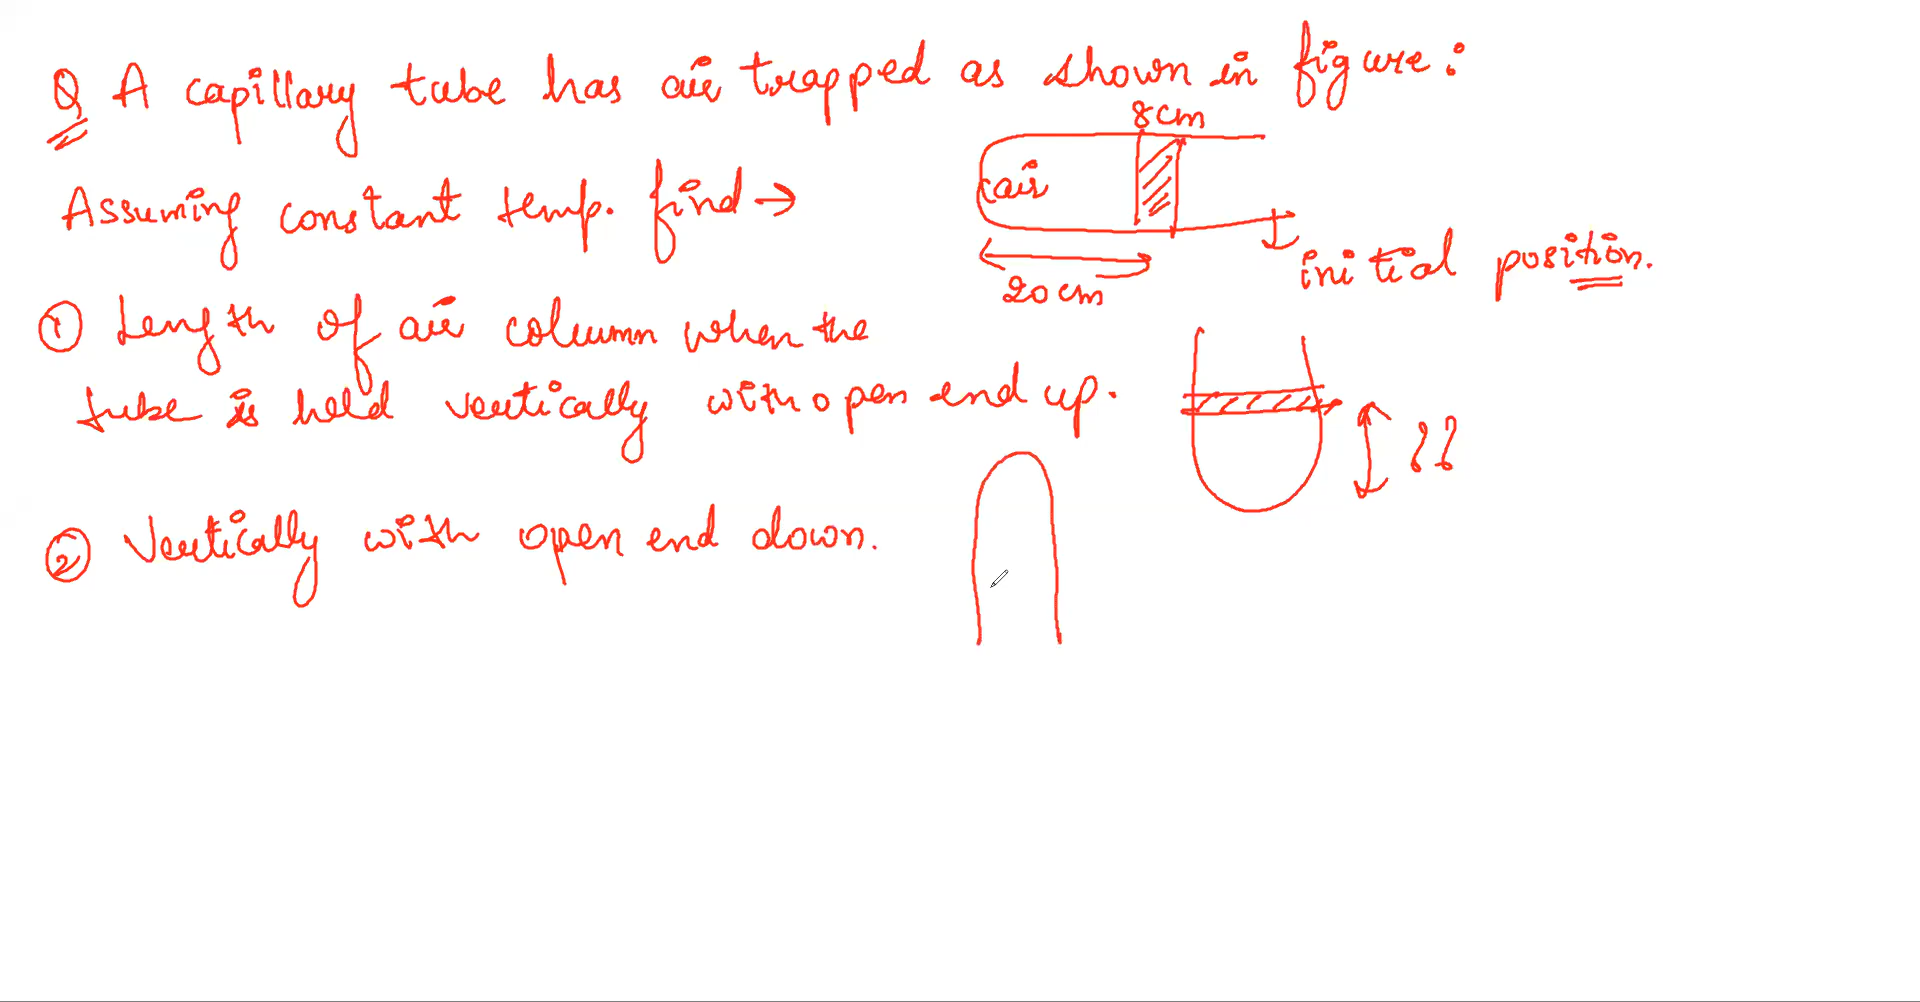 Q A capillary tube has air trapped as shown in figure:
8cm
air
Assuming constant temp. find →
20cm
initial position.
① Length of air column when the
tube is held vertically with open end up.
??
② Vertically with open end down.